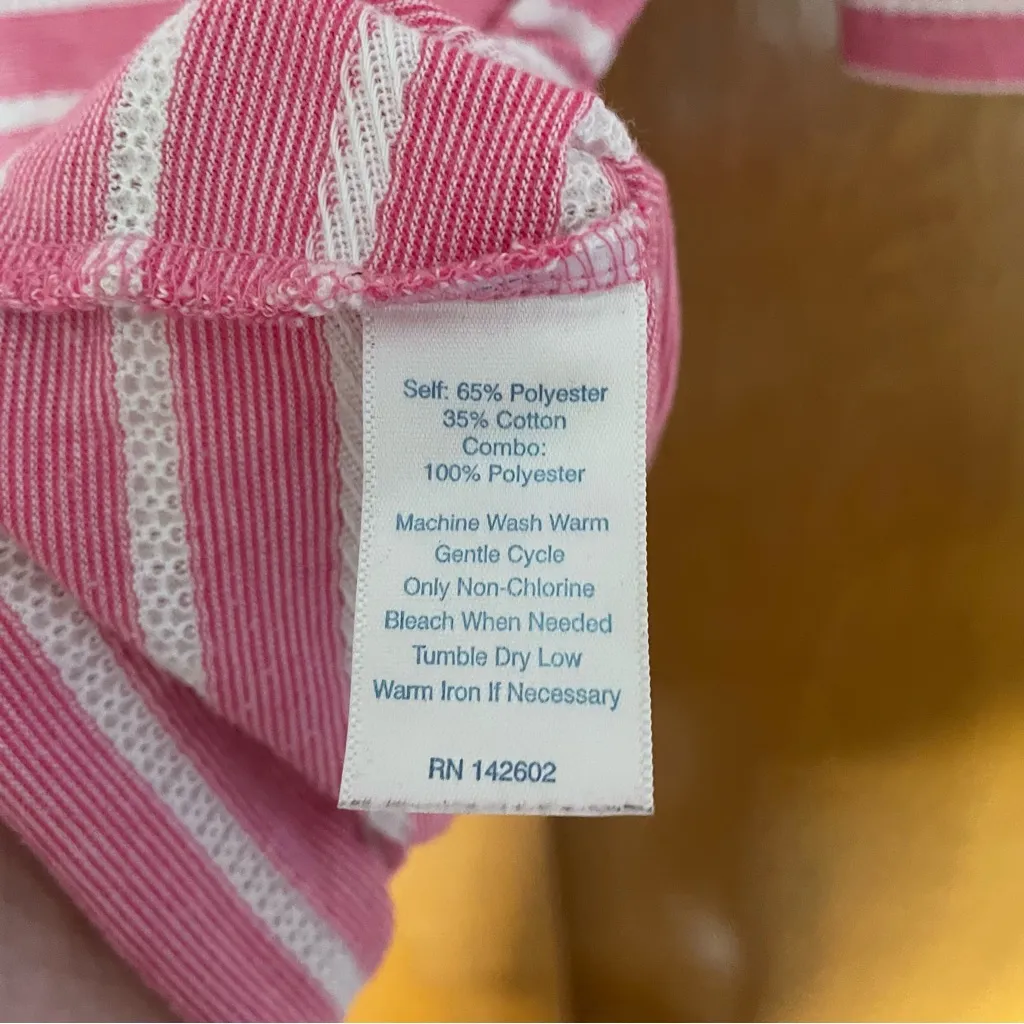 Self: 65% Polyester
35% Cotton
Combo:
100% Polyester
Machine Wash Warm
Gentle Cycle
Only Non-Chlorine
Bleach When Needed
Tumble Dry Low
Warm Iron If Necessary
RN 142602